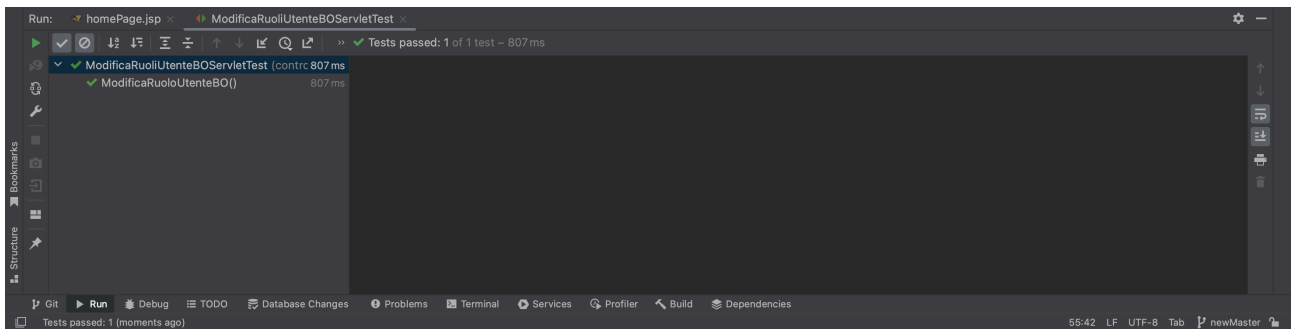 Run: homePage.jsp ModificaRuoliUtenteBOServletTest
Tests passed: 1 of 1 test – 807 ms
ModificaRuoliUtenteBOServletTest (contrc 807 ms
ModificaRuoloUtenteBO() 807 ms
Bookmarks
Structure
Git Run Debug TODO Database Changes Problems Terminal Services Profiler Build Dependencies
Tests passed: 1 (moments ago) 55:42 LF UTF-8 Tab newMaster